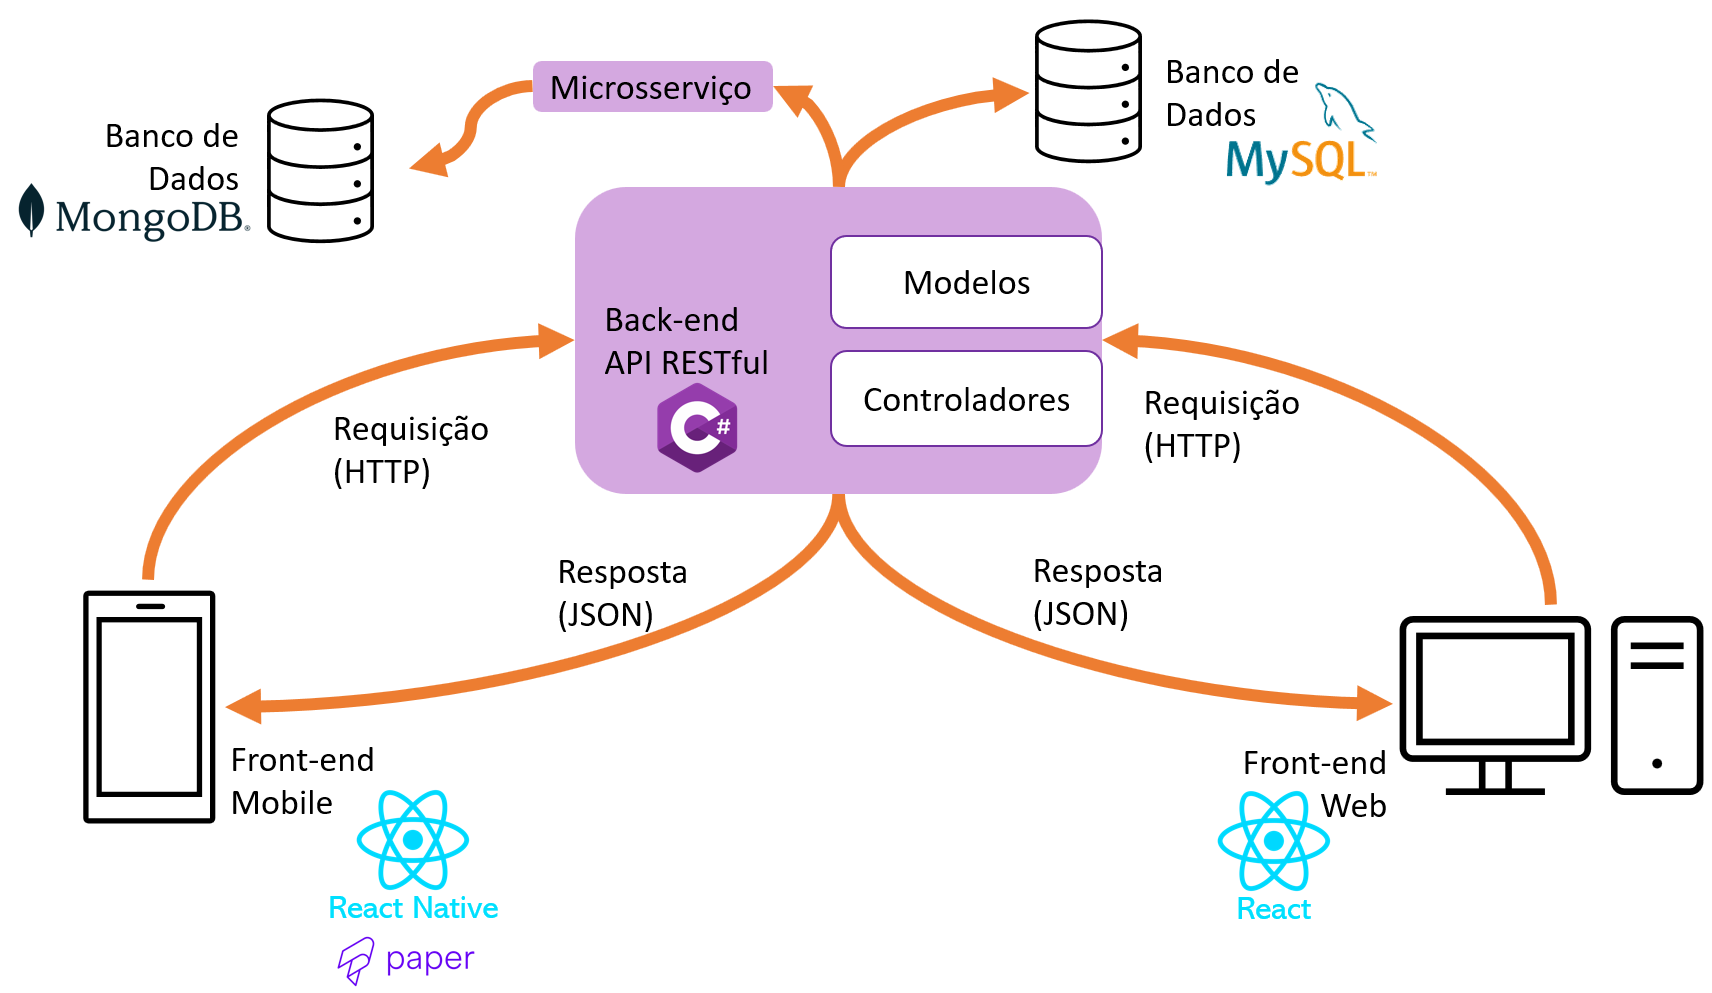 Microsserviço
Banco de
Dados
MySQL™
Banco de
Dados
MongoDB®
Modelos
Back-end
API RESTful
C#
Controladores
Requisição
(HTTP)
Requisição
(HTTP)
Resposta
(JSON)
Resposta
(JSON)
Front-end
Mobile
React Native
paper
Front-end
Web
React